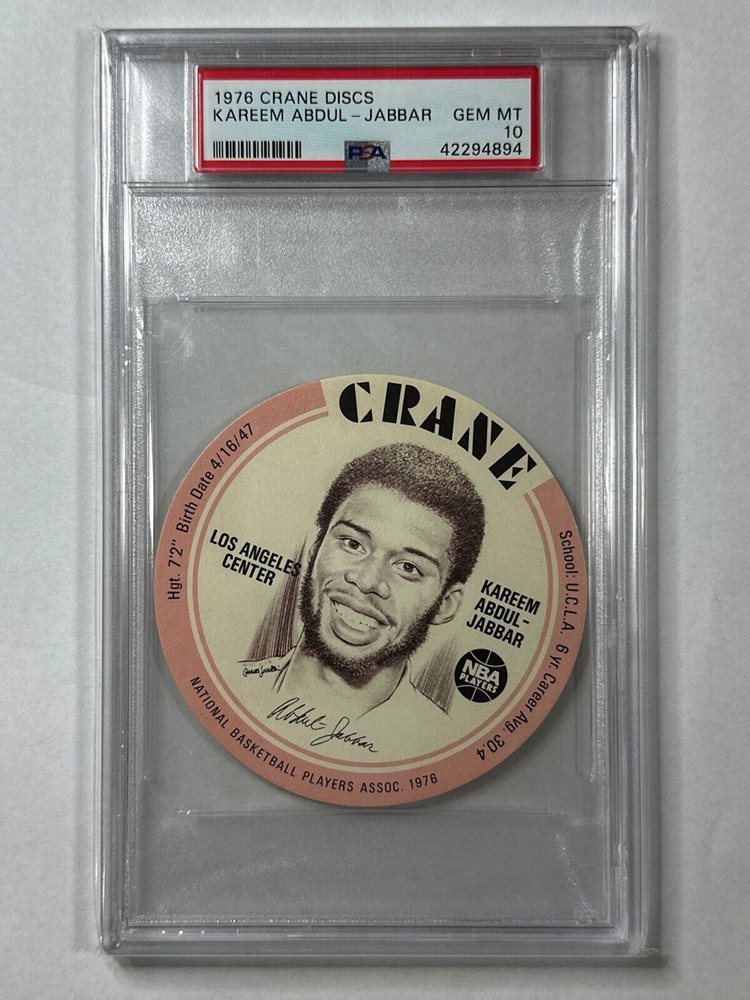 1976 CRANE DISCS
KAREEM ABDUL-JABBAR GEM MT
10
PSA 42294894
CRANE
Hgt. 7'2" Birth Date 4/16/47
School: U.C.L.A. 6 yr. Career Avg. 30.4
LOS ANGELES
CENTER
KAREEM
ABDUL-
JABBAR
NBA
PLAYERS
Abdul Jabbar
NATIONAL BASKETBALL PLAYERS ASSOC. 1976